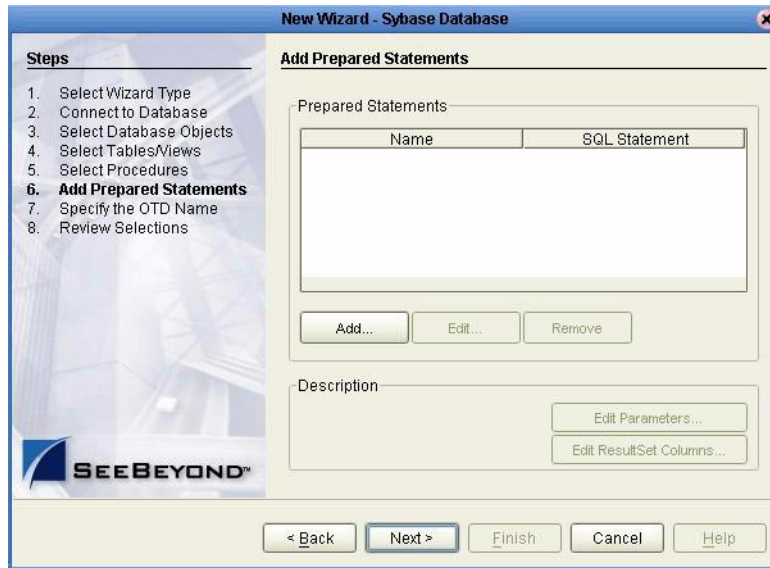 New Wizard - Sybase Database
Steps
1. Select Wizard Type
2. Connect to Database
3. Select Database Objects
4. Select Tables/Views
5. Select Procedures
6. Add Prepared Statements
7. Specify the OTD Name
8. Review Selections
SEEBEYOND™
Add Prepared Statements
Prepared Statements
Name SQL Statement
Add... Edit... Remove
Description
Edit Parameters...
Edit ResultSet Columns...
< Back Next > Finish Cancel Help